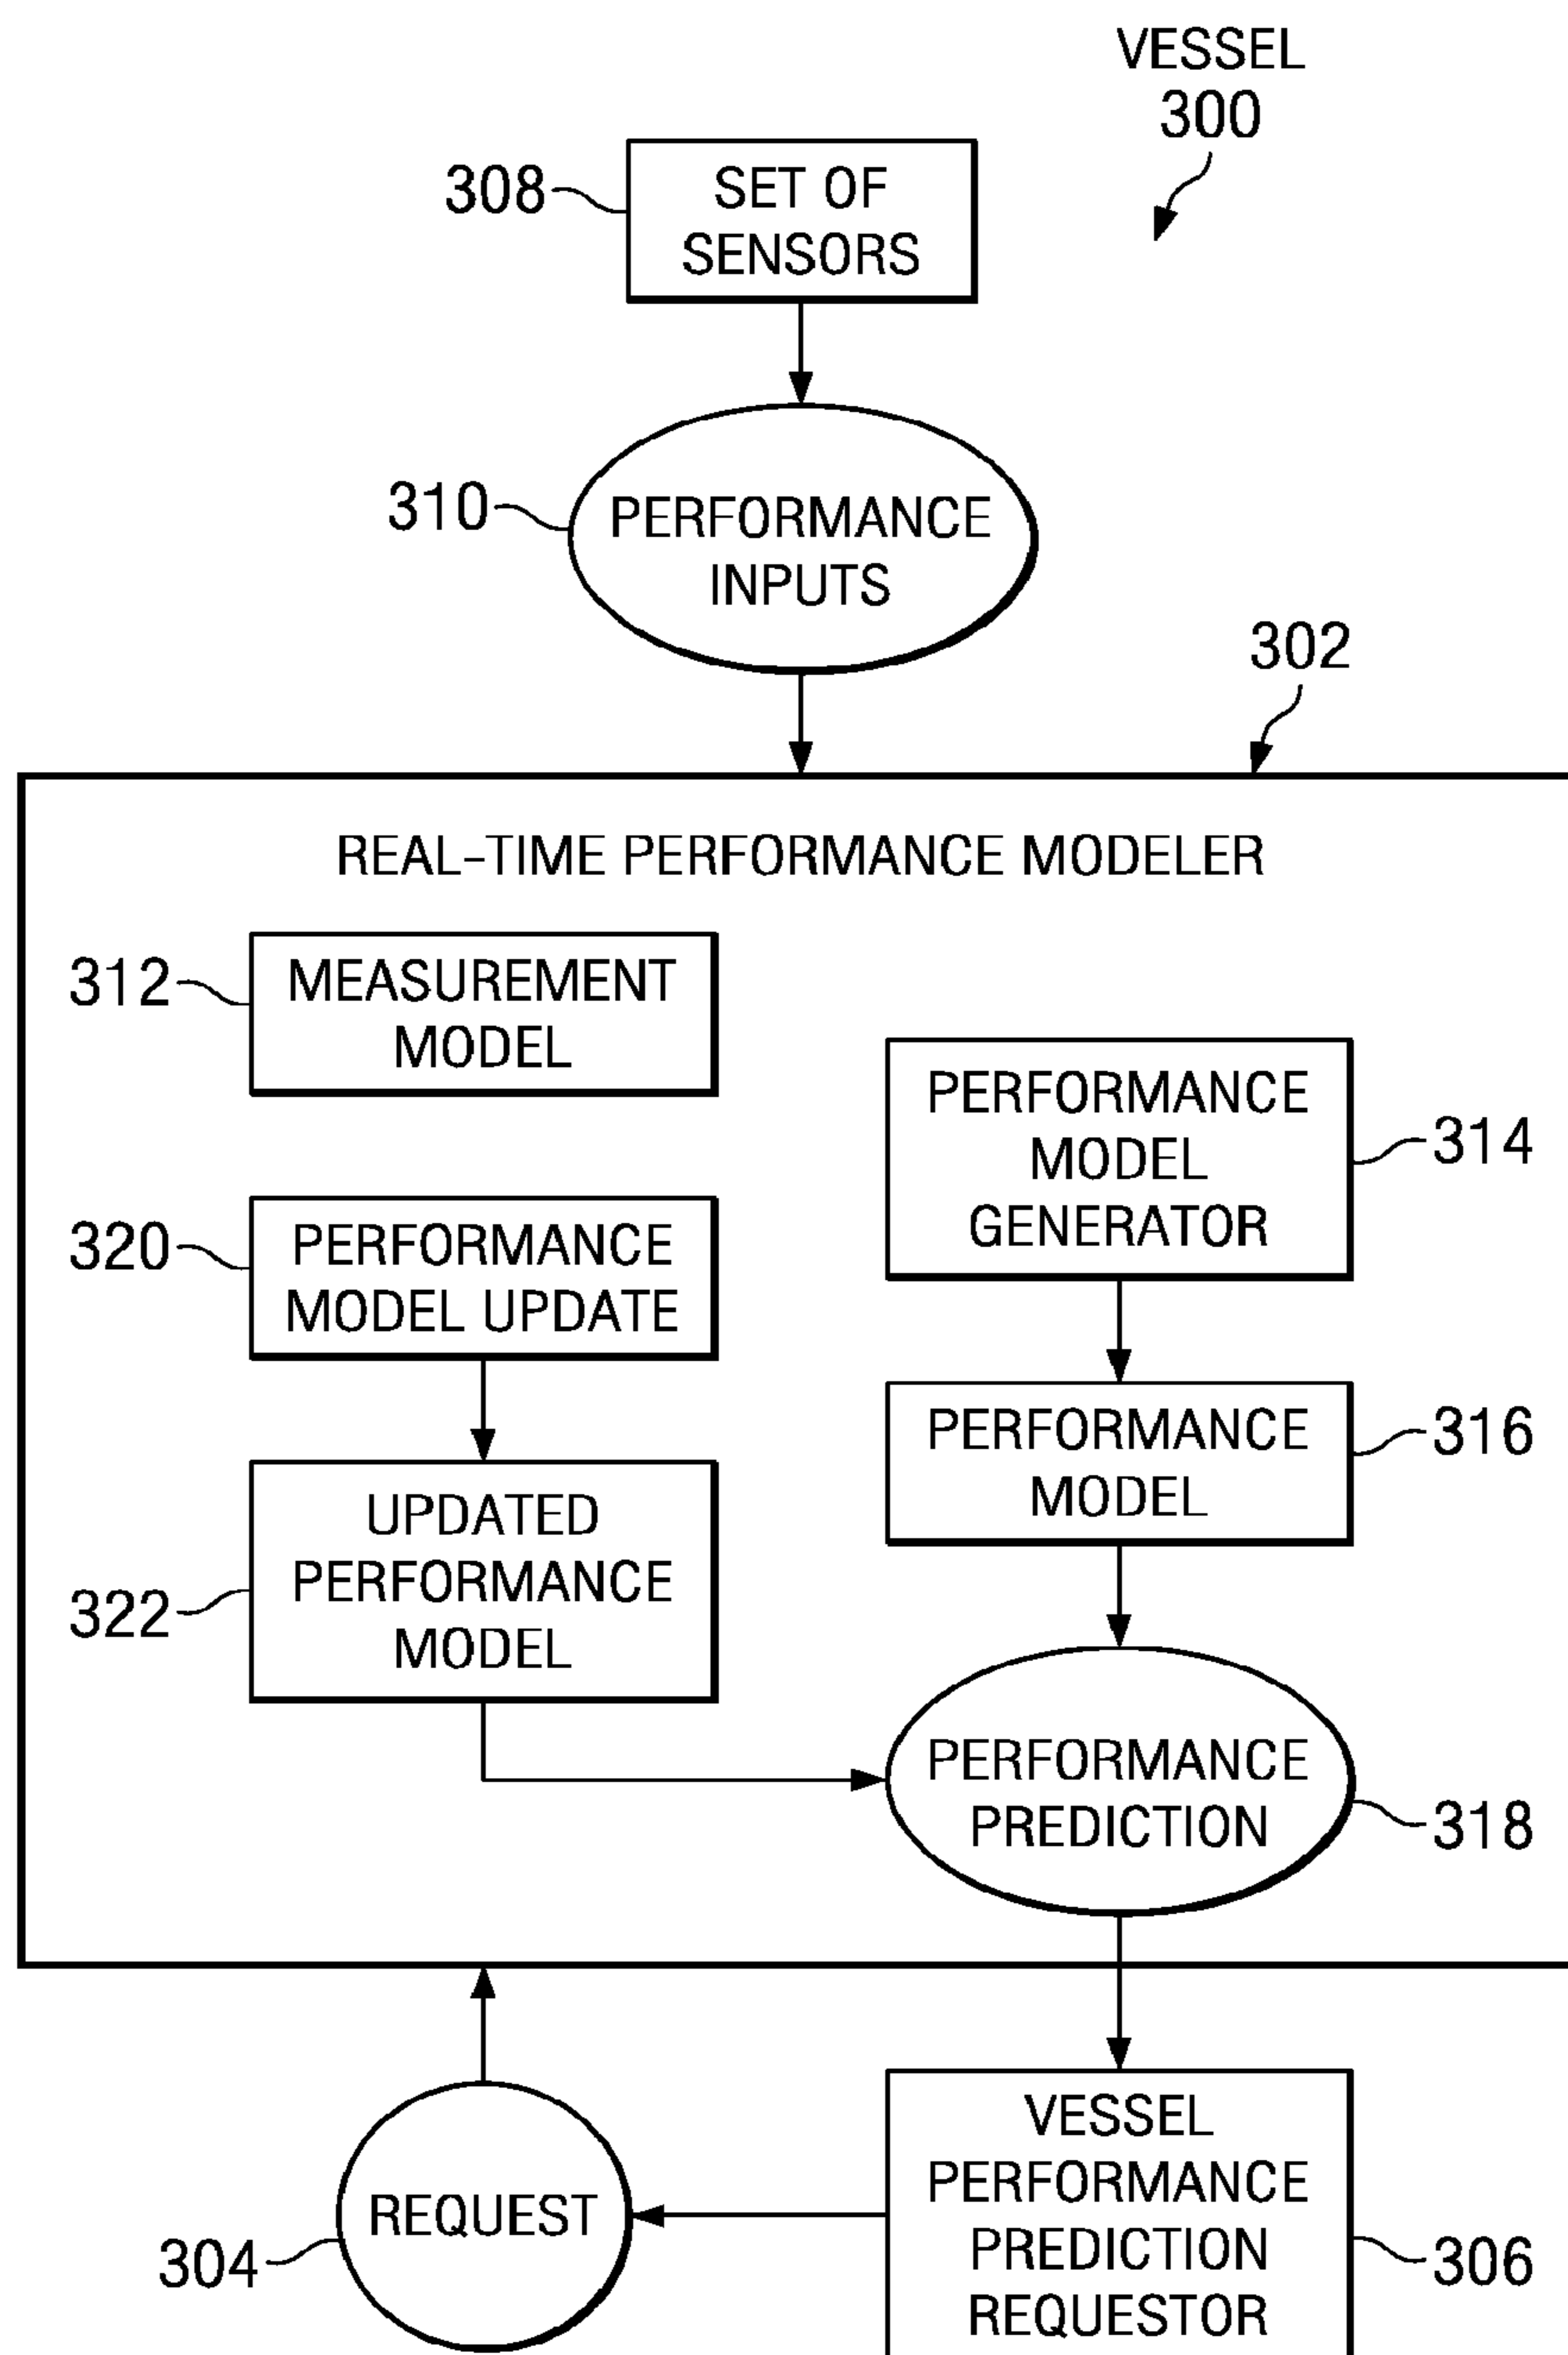 VESSEL
300
308
SET OF
SENSORS
310
PERFORMANCE
INPUTS
302
REAL-TIME PERFORMANCE MODELER
312
MEASUREMENT
MODEL
PERFORMANCE
MODEL
GENERATOR
314
320
PERFORMANCE
MODEL UPDATE
PERFORMANCE
MODEL
316
322
UPDATED
PERFORMANCE
MODEL
PERFORMANCE
PREDICTION
318
304
REQUEST
VESSEL
PERFORMANCE
PREDICTION
REQUESTOR
306